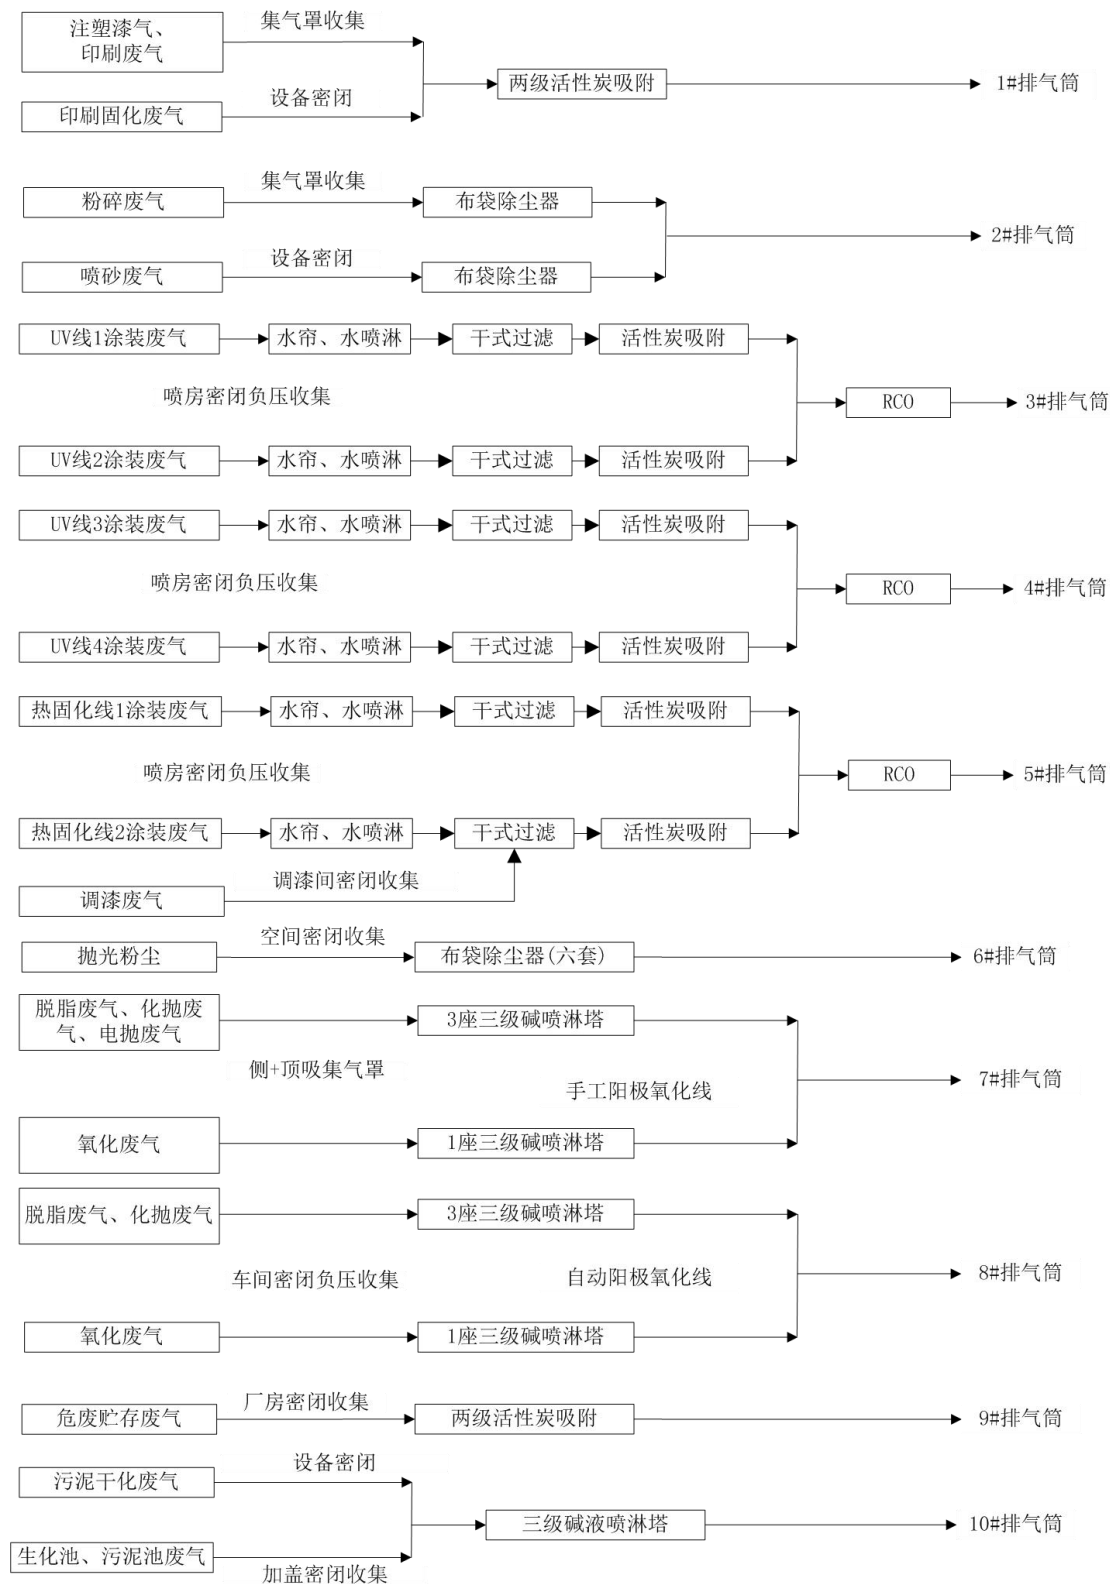 集气罩收集
注塑漆气、
印刷废气
两级活性炭吸附
1#排气筒
设备密闭
印刷固化废气
集气罩收集
粉碎废气
布袋除尘器
2#排气筒
设备密闭
喷砂废气
布袋除尘器
UV线1涂装废气
水帘、水喷淋
干式过滤
活性炭吸附
喷房密闭负压收集
RCO
3#排气筒
UV线2涂装废气
水帘、水喷淋
干式过滤
活性炭吸附
UV线3涂装废气
水帘、水喷淋
干式过滤
活性炭吸附
喷房密闭负压收集
RCO
4#排气筒
UV线4涂装废气
水帘、水喷淋
干式过滤
活性炭吸附
热固化线1涂装废气
水帘、水喷淋
干式过滤
活性炭吸附
喷房密闭负压收集
RCO
5#排气筒
热固化线2涂装废气
水帘、水喷淋
干式过滤
活性炭吸附
调漆间密闭收集
调漆废气
空间密闭收集
抛光粉尘
布袋除尘器(六套)
6#排气筒
脱脂废气、化抛废
气、电抛废气
3座三级碱喷淋塔
侧+顶吸集气罩
手工阳极氧化线
7#排气筒
氧化废气
1座三级碱喷淋塔
脱脂废气、化抛废气
3座三级碱喷淋塔
车间密闭负压收集
自动阳极氧化线
8#排气筒
氧化废气
1座三级碱喷淋塔
厂房密闭收集
危废贮存废气
两级活性炭吸附
9#排气筒
设备密闭
污泥干化废气
三级碱液喷淋塔
10#排气筒
生化池、污泥池废气
加盖密闭收集